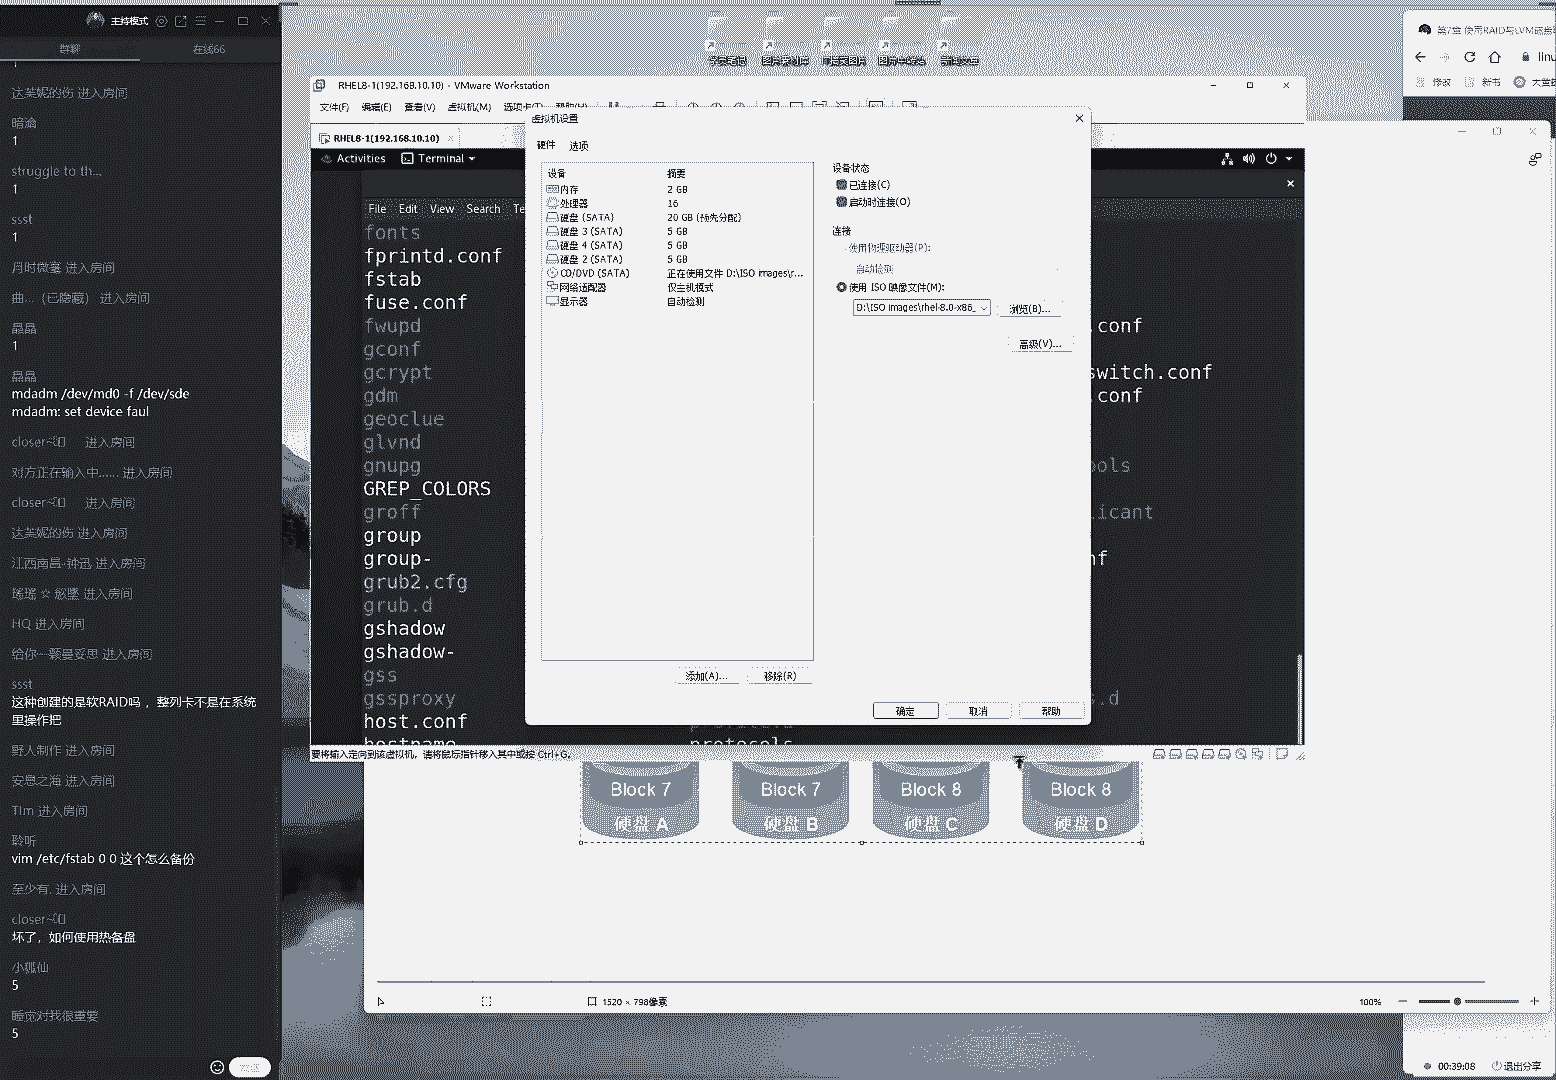 主持模式
群聊
在线66
1
达芙妮的伤 进入房间
暗渝
1
struggle to th...
1
ssst
1
月时微毫 进入房间
曲...（已隐藏） 进入房间
晶晶
1
晶晶
mdadm /dev/md0 -f /dev/sde
mdadm: set device faul
closer~ 进入房间
对方正在输入中...... 进入房间
closer~ 进入房间
达芙妮的伤 进入房间
江西南昌-钟迅 进入房间
进入房间
HQ 进入房间
给你一颗曼妥思 进入房间
ssst
这种创建的是软RAID吗， 整列卡不是在系统
里操作把
野人制作 进入房间
安息之海 进入房间
TIm 进入房间
聆听
vim /etc/fstab 0 0 这个怎么备份
至少有. 进入房间
closer~
坏了，如何使用热备盘
小狐仙
5
睡觉对我很重要
5
RHEL8-1(192.168.10.10) - VMware Workstation
文件(F) 编辑(E) 查看(V) 虚拟机(M) 选项卡(T) 帮助(H)
RHEL8-1(192.168.10.10)
Activities Terminal
File Edit View Search Te
fonts
fprintd.conf
fstab
fuse.conf
fwupd
gconf
gcrypt
gdm
geoclue
glvnd
gnupg
GREP_COLORS
groff
group
group-
grub2.cfg
grub.d
gshadow
gshadow-
gss
gssproxy
host.conf
hostname
protocols
.conf
switch.conf
.conf
ools
licant
nf
s.d
虚拟机设置
硬件 选项
设备 摘要
内存 2 GB
处理器 16
硬盘 (SATA) 20 GB (预先分配)
硬盘 3 (SATA) 5 GB
硬盘 4 (SATA) 5 GB
硬盘 2 (SATA) 5 GB
CD/DVD (SATA) 正在使用文件 D:\ISO images\r...
网络适配器 仅主机模式
显示器 自动检测
添加(A)... 移除(R)
设备状态
已连接(C)
启动时连接(O)
连接
使用物理驱动器(P):
自动检测
使用 ISO 映像文件(M):
D:\ISO images\rhel-8.0-x86_ 浏览(B)...
高级(V)...
确定 取消 帮助
要将输入定向到该虚拟机，请将鼠标指针移入其中或按 Ctrl+G。
Block 7 Block 7 Block 8 Block 8
硬盘 A 硬盘 B 硬盘 C 硬盘 D
1520 × 798像素
100%
第7章 使用RAID与LVM磁盘
linu
修改 新书
00:39:08 退出分享